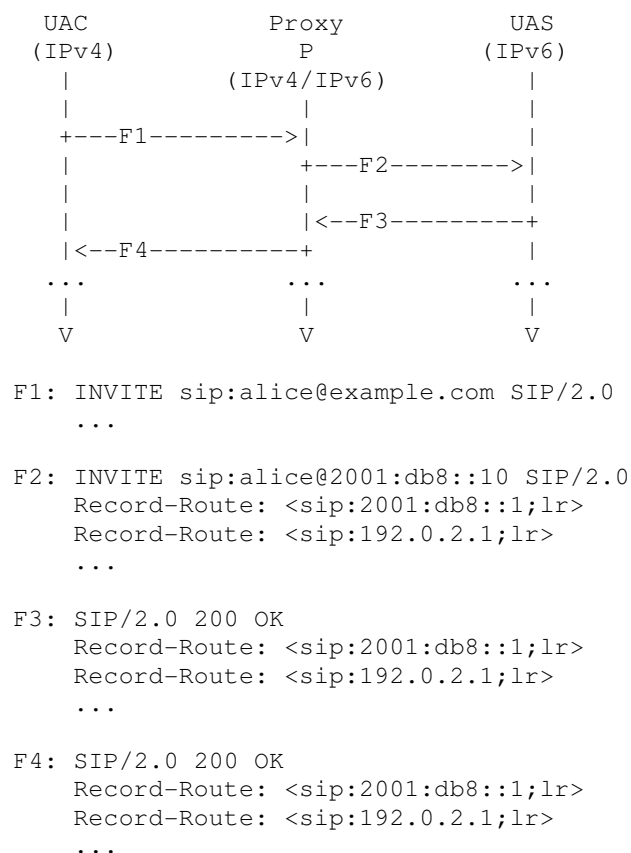 UAC Proxy UAS
(IPv4) P (IPv6)
| (IPv4/IPv6) |
| | |
+---F1--------->| |
| +---F2-------->|
| | |
| |<--F3---------+
|<--F4----------+ |
... ... ...
| | |
V V V
F1: INVITE sip:alice@example.com SIP/2.0
...
F2: INVITE sip:alice@2001:db8::10 SIP/2.0
Record-Route: <sip:2001:db8::1;lr>
Record-Route: <sip:192.0.2.1;lr>
...
F3: SIP/2.0 200 OK
Record-Route: <sip:2001:db8::1;lr>
Record-Route: <sip:192.0.2.1;lr>
...
F4: SIP/2.0 200 OK
Record-Route: <sip:2001:db8::1;lr>
Record-Route: <sip:192.0.2.1;lr>
...